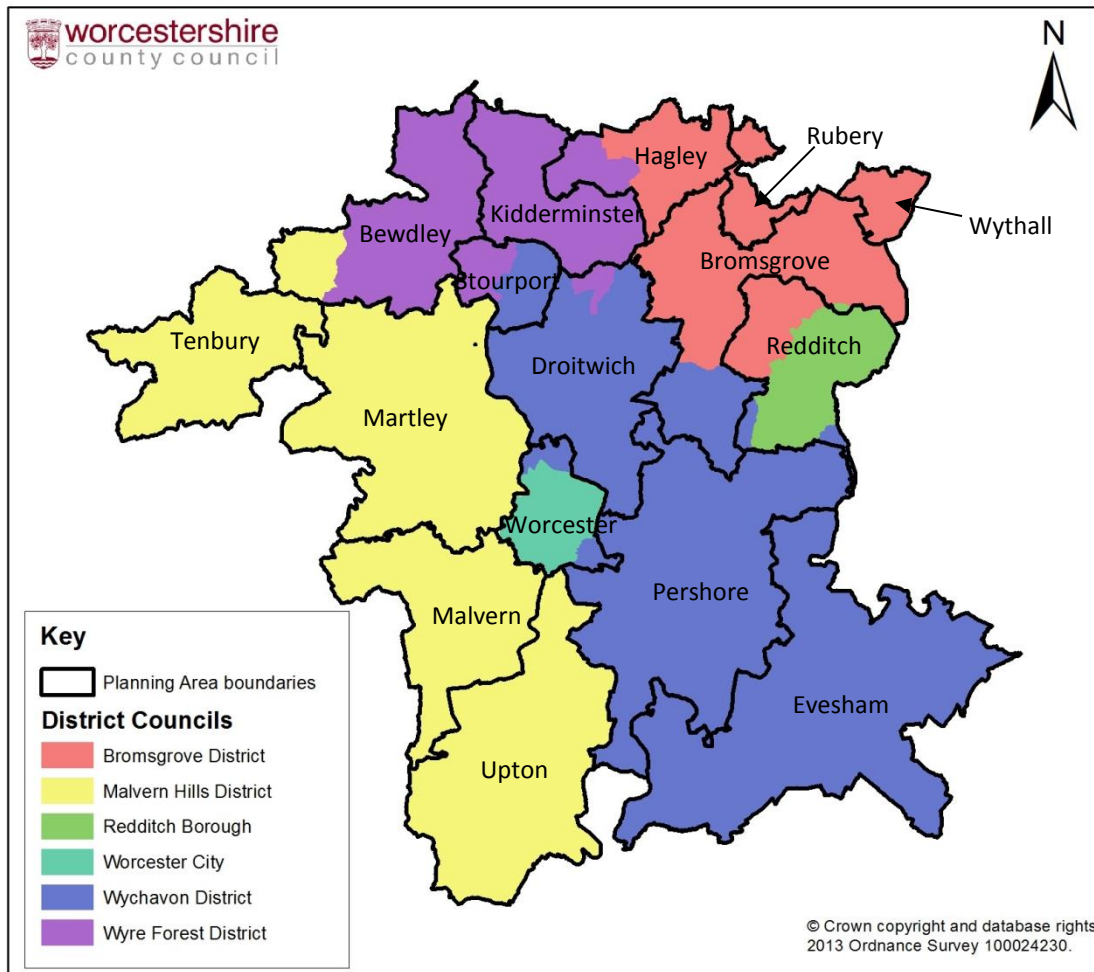 worcestershire
county council
N
Rubery
Hagley
Wythall
Kidderminster
Bewdley
Bromsgrove
Stourport
Tenbury
Redditch
Droitwich
Martley
Worcester
Pershore
Malvern
Evesham
Upton
Key
Planning Area boundaries
District Councils
Bromsgrove District
Malvern Hills District
Redditch Borough
Worcester City
Wychavon District
Wyre Forest District
© Crown copyright and database rights
2013 Ordnance Survey 100024230.